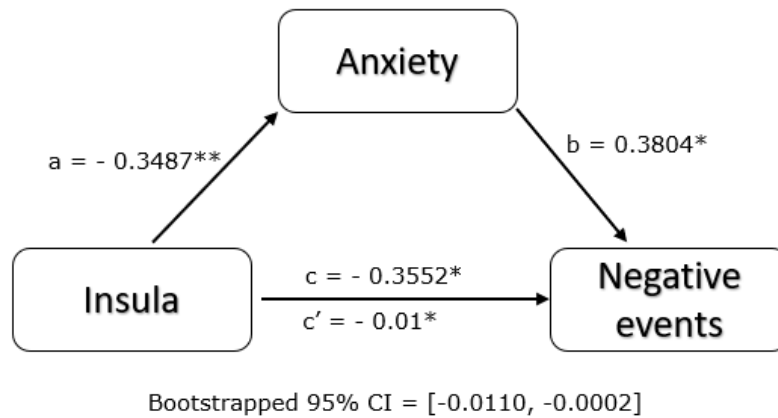 Anxiety
a = - 0.3487**
b = 0.3804*
Insula
c = - 0.3552*
c’ = - 0.01*
Negative
events
Bootstrapped 95% CI = [-0.0110, -0.0002]